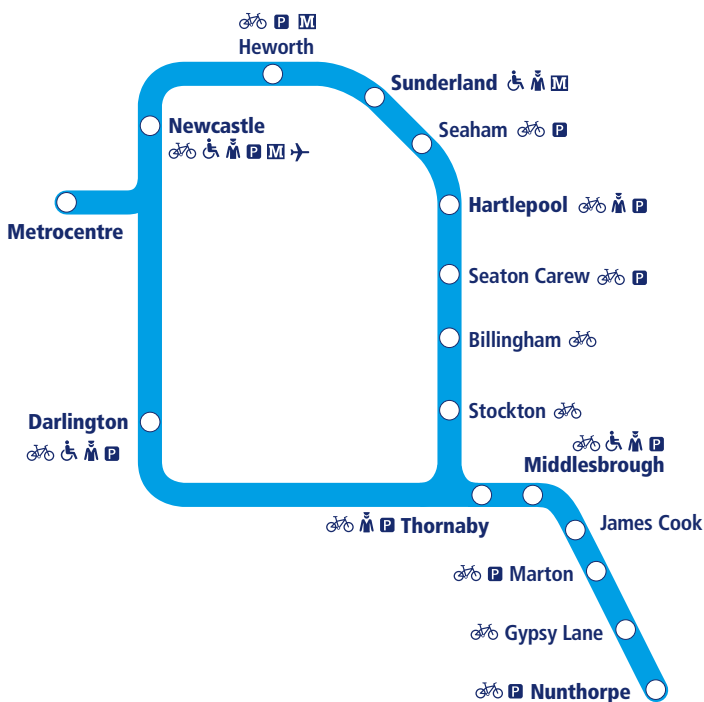 P M
Heworth
Sunderland M
Seaham P
Newcastle
P M
Hartlepool P
Metrocentre
Seaton Carew P
Billingham
Stockton
Darlington
P
P
Middlesbrough
P Thornaby
James Cook
P Marton
Gypsy Lane
P Nunthorpe